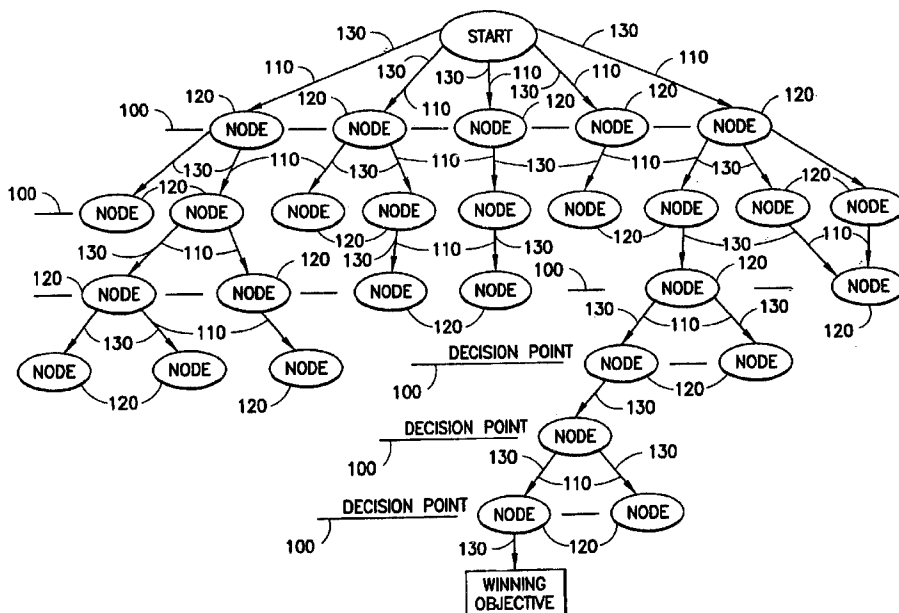 START
130 130 130 130 130
110 110 110 110 110
120 120 120 120 120
100 NODE NODE NODE NODE NODE
130 110 130 110 130 110 130
100 120 120
NODE NODE NODE NODE NODE NODE NODE NODE NODE
120 120
130 110 130 110 130 130 110
120 120 100 120
NODE NODE NODE NODE NODE NODE
120 120
130 110 130 110 130
DECISION POINT
100
NODE NODE NODE NODE NODE
120 120 120
130
DECISION POINT
100
NODE
130 110 130
DECISION POINT
100
NODE NODE
130 120
WINNING
OBJECTIVE